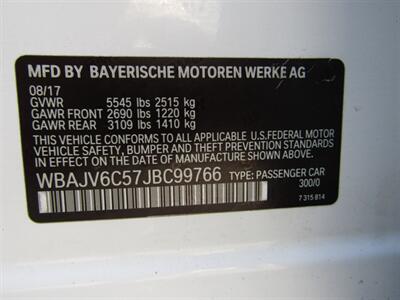 MFD BY BAYERISCHE MOTOREN WERKE AG
08/17
GVWR 5545 lbs 2515 kg
GAWR FRONT 2690 lbs 1220 kg
GAWR REAR 3109 lbs 1410 kg
THIS VEHICLE CONFORMS TO ALL APPLICABLE U.S.FEDERAL MOTOR
VEHICLE SAFETY, BUMPER AND THEFT PREVENTION STANDARDS
IN EFFECT ON THE DATE OF MANUFACTURE SHOWN ABOVE.
WBAJV6C57JBC99766 TYPE: PASSENGER CAR
300/0
7 315 814